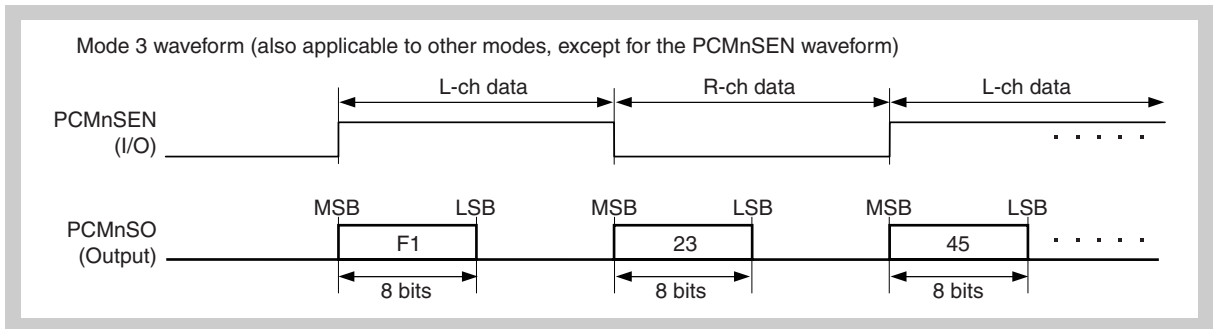 Mode 3 waveform (also applicable to other modes, except for the PCMnSEN waveform)
L-ch data R-ch data L-ch data
PCMnSEN
(I/O)
. . . . .
MSB LSB MSB LSB MSB LSB
PCMnSO
(Output)
F1 23 45 . . . . .
8 bits 8 bits 8 bits